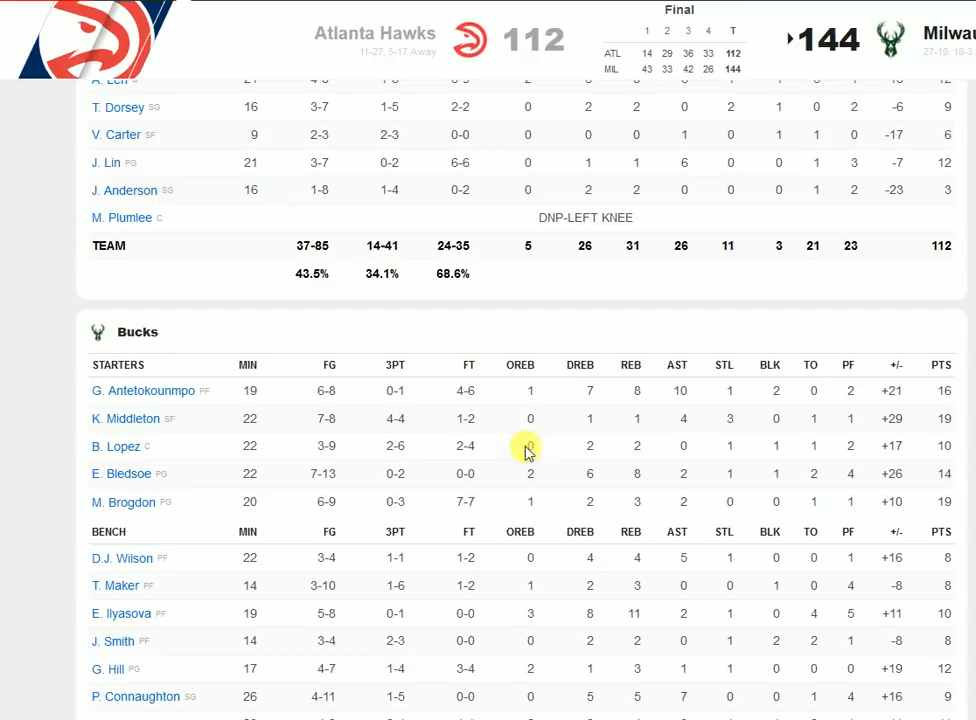 Final
Atlanta Hawks 112
11-27, 5-17 Away
1 2 3 4 T
ATL 14 29 36 33 112
MIL 43 33 42 26 144
144 Milwau
27-10, 18-3
T. Dorsey SG 16 3-7 1-5 2-2 0 2 2 0 2 1 0 2 -6 9
V. Carter SF 9 2-3 2-3 0-0 0 0 0 1 0 1 1 0 -17 6
J. Lin PG 21 3-7 0-2 6-6 0 1 1 6 0 0 1 3 -7 12
J. Anderson SG 16 1-8 1-4 0-2 0 2 2 0 0 0 1 2 -23 3
M. Plumlee C DNP-LEFT KNEE
TEAM 37-85 14-41 24-35 5 26 31 26 11 3 21 23 112
43.5% 34.1% 68.6%
Bucks
STARTERS MIN FG 3PT FT OREB DREB REB AST STL BLK TO PF +/- PTS
G. Antetokounmpo PF 19 6-8 0-1 4-6 1 7 8 10 1 2 0 2 +21 16
K. Middleton SF 22 7-8 4-4 1-2 0 1 1 4 3 0 1 1 +29 19
B. Lopez C 22 3-9 2-6 2-4 0 2 2 0 1 1 1 2 +17 10
E. Bledsoe PG 22 7-13 0-2 0-0 2 6 8 2 1 1 2 4 +26 14
M. Brogdon PG 20 6-9 0-3 7-7 1 2 3 2 0 0 1 1 +10 19
BENCH MIN FG 3PT FT OREB DREB REB AST STL BLK TO PF +/- PTS
D.J. Wilson PF 22 3-4 1-1 1-2 0 4 4 5 1 0 0 1 +16 8
T. Maker PF 14 3-10 1-6 1-2 1 2 3 0 0 1 0 4 -8 8
E. Ilyasova PF 19 5-8 0-1 0-0 3 8 11 2 1 0 4 5 +11 10
J. Smith PF 14 3-4 2-3 0-0 0 2 2 0 1 2 2 1 -8 8
G. Hill PG 17 4-7 1-4 3-4 2 1 3 1 1 0 0 0 +19 12
P. Connaughton SG 26 4-11 1-5 0-0 0 5 5 7 0 0 1 4 +16 9